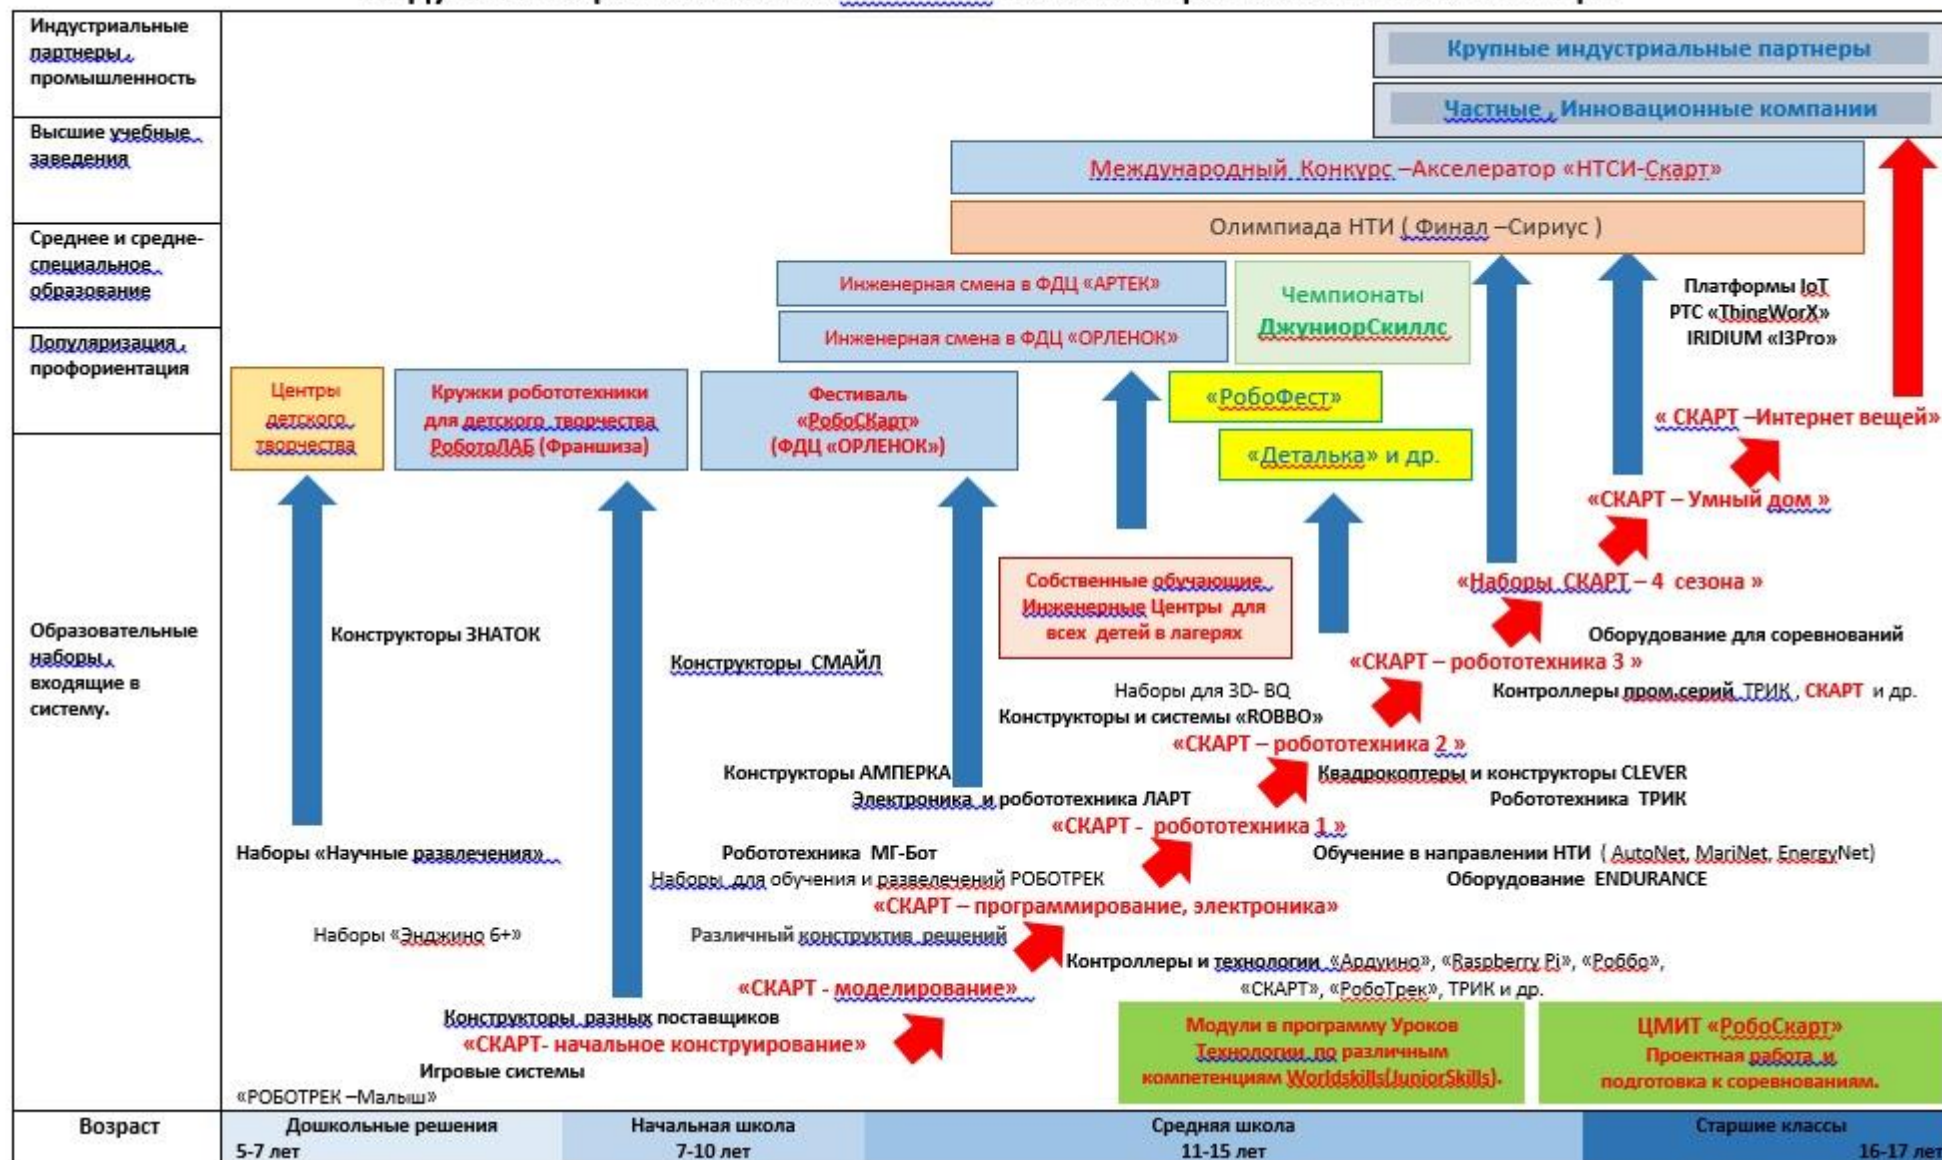 Индустриальные
партнеры ,
промышленность
Высшие учебные
заведения
Среднее и средне-
специальное
образование
Популяризация ,
профориентация
Образовательные
наборы ,
входящие в
систему.
Крупные индустриальные партнеры
Частные , Инновационные компании
Международный Конкурс –Акселератор «НТСИ-Скарт»
Олимпиада НТИ ( Финал –Сириус )
Инженерная смена в ФДЦ «АРТЕК»
Инженерная смена в ФДЦ «ОРЛЕНОК»
Чемпионаты
ДжуниорСкиллс
Платформы IoT
PTC «ThingWorX»
IRIDIUM «I3Pro»
Центры
детского
творчества
Кружки робототехники
для детского творчества
РоботоЛАБ (Франшиза)
Фестиваль
«РобоСКарт»
(ФДЦ «ОРЛЕНОК»)
«РобоФест»
«Деталька» и др.
« СКАРТ –Интернет вещей»
«СКАРТ – Умный дом »
Собственные обучающие
Инженерные Центры для
всех детей в лагерях
«Наборы СКАРТ – 4 сезона »
Конструкторы ЗНАТОК
Оборудование для соревнований
Конструкторы СМАЙЛ
«СКАРТ – робототехника 3 »
Наборы для 3D- BQ
Контроллеры пром.серий ТРИК , СКАРТ и др.
Конструкторы и системы «ROBBO»
«СКАРТ – робототехника 2 »
Конструкторы АМПЕРКА
Квадрокоптеры и конструкторы CLEVER
Электроника и робототехника ЛАРТ
Робототехника ТРИК
«СКАРТ - робототехника 1 »
Наборы «Научные развлечения»
Робототехника МГ-Бот
Обучение в направлении НТИ ( AutoNet, MariNet, EnergyNet)
Наборы для обучения и развелечений РОБОТРЕК
Оборудование ENDURANCE
«СКАРТ – программирование, электроника»
Наборы «Энджино 6+»
Различный конструктив решений
Контроллеры и технологии «Ардуино», «Raspberry Pi», «Роббо»,
«СКАРТ», «РобоТрек», ТРИК и др.
«СКАРТ - моделирование»
Конструкторы разных поставщиков
«СКАРТ- начальное конструирование»
Игровые системы
«РОБОТРЕК –Малыш»
Модули в программу Уроков
Технологии по различным
компетенциям Worldskills(JuniorSkills).
ЦМИТ «РобоСкарт»
Проектная работа и
подготовка к соревнованиям.
Возраст
Дошкольные решения
5-7 лет
Начальная школа
7-10 лет
Средняя школа
11-15 лет
Старшие классы
16-17 лет